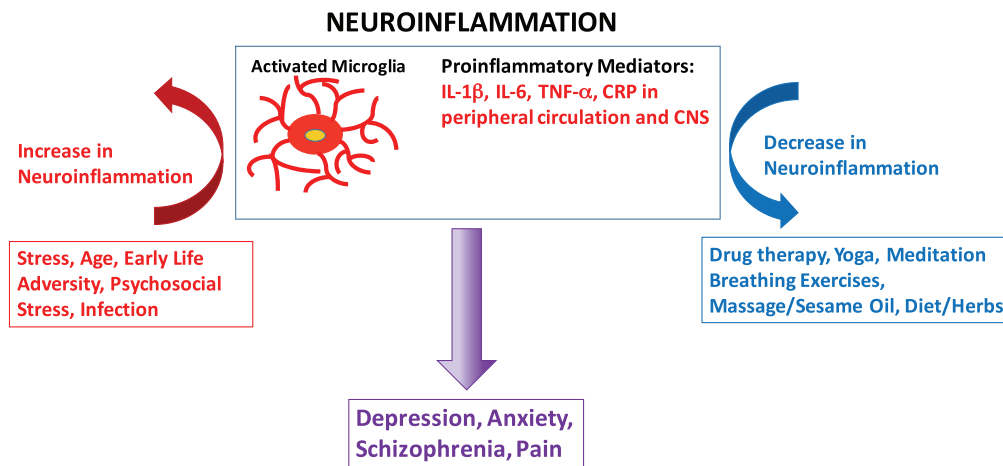 NEUROINFLAMMATION
Activated Microglia
Proinflammatory Mediators:
IL-1β, IL-6, TNF-α, CRP in
peripheral circulation and CNS
Increase in
Neuroinflammation
Decrease in
Neuroinflammation
Stress, Age, Early Life
Adversity, Psychosocial
Stress, Infection
Drug therapy, Yoga, Meditation
Breathing Exercises,
Massage/Sesame Oil, Diet/Herbs
Depression, Anxiety,
Schizophrenia, Pain